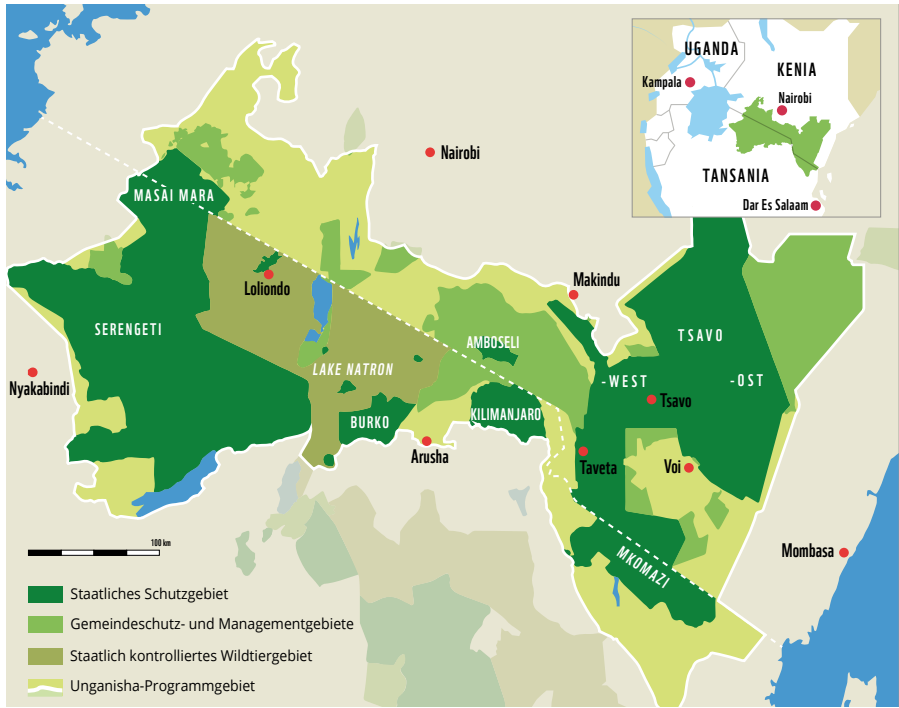 UGANDA
KENIA
Kampala
Nairobi
TANSANIA
Dar Es Salaam
Nairobi
MASAI MARA
Loliondo
Makindu
SERENGETI
TSAVO
AMBOSELI
LAKE NATRON
Nyakabindi
-WEST
-OST
Tsavo
BURKO
KILIMANJARO
Arusha
Taveta
Voi
MKOMAZI
Mombasa
100 km
Staatliches Schutzgebiet
Gemeindeschutz- und Managementgebiete
Staatlich kontrolliertes Wildtiergebiet
Unganisha-Programmgebiet